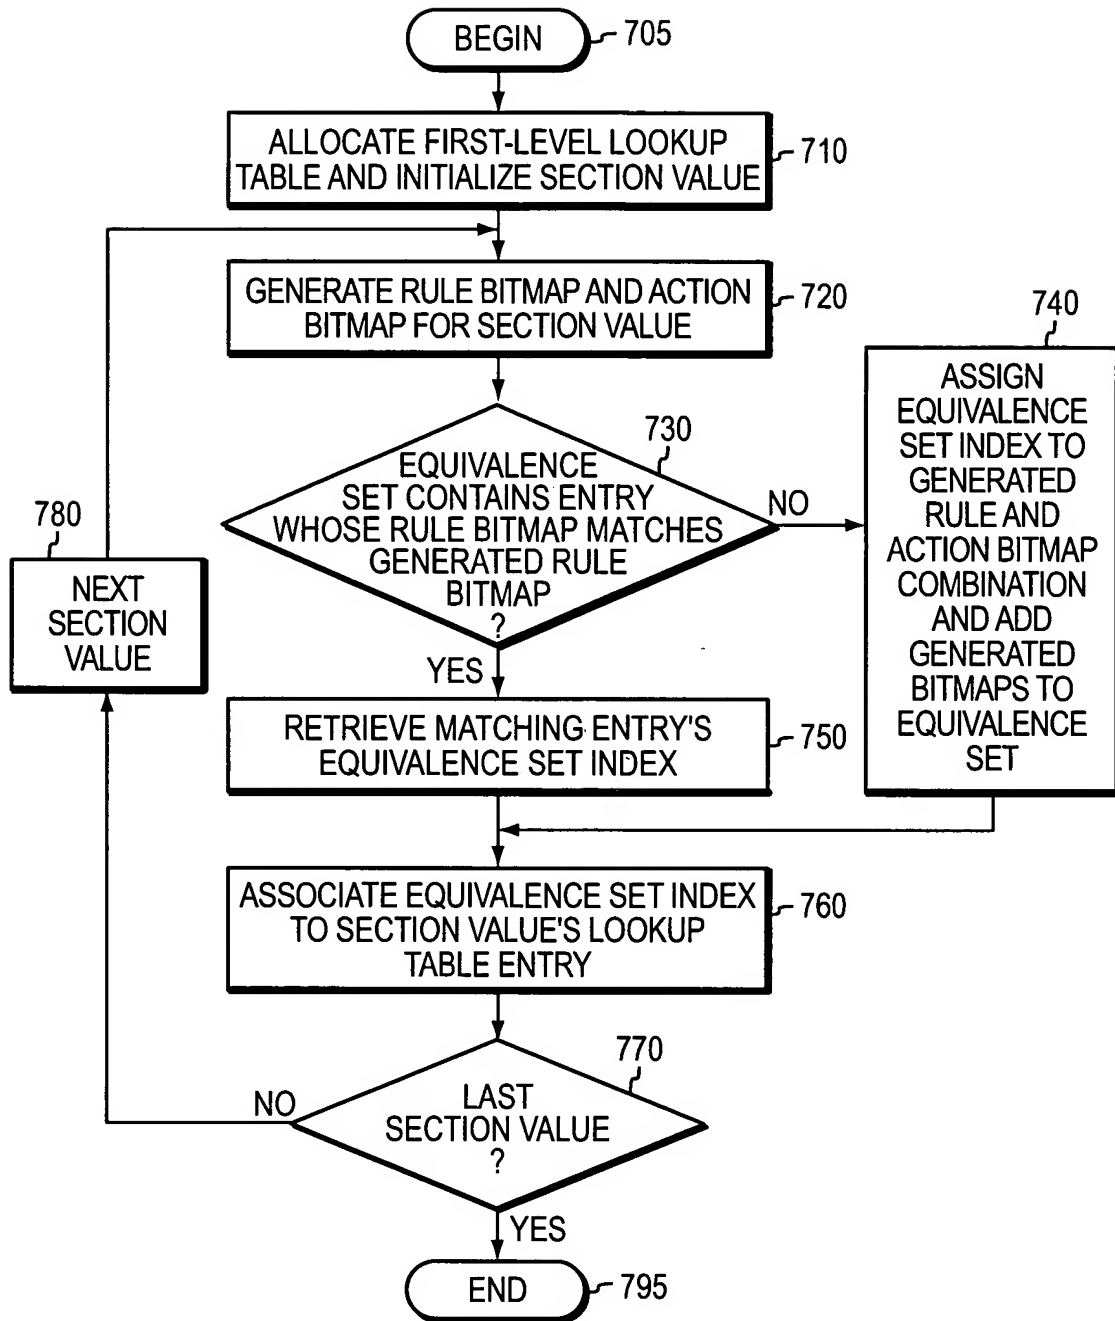 BEGIN
705
ALLOCATE FIRST-LEVEL LOOKUP
TABLE AND INITIALIZE SECTION VALUE
710
GENERATE RULE BITMAP AND ACTION
BITMAP FOR SECTION VALUE
720
730
EQUIVALENCE
SET CONTAINS ENTRY
WHOSE RULE BITMAP MATCHES
GENERATED RULE
BITMAP
?
NO
YES
740
ASSIGN
EQUIVALENCE
SET INDEX TO
GENERATED
RULE AND
ACTION BITMAP
COMBINATION
AND ADD
GENERATED
BITMAPS TO
EQUIVALENCE
SET
780
NEXT
SECTION
VALUE
RETRIEVE MATCHING ENTRY'S
EQUIVALENCE SET INDEX
750
ASSOCIATE EQUIVALENCE SET INDEX
TO SECTION VALUE'S LOOKUP
TABLE ENTRY
760
770
LAST
SECTION VALUE
?
NO
YES
END
795